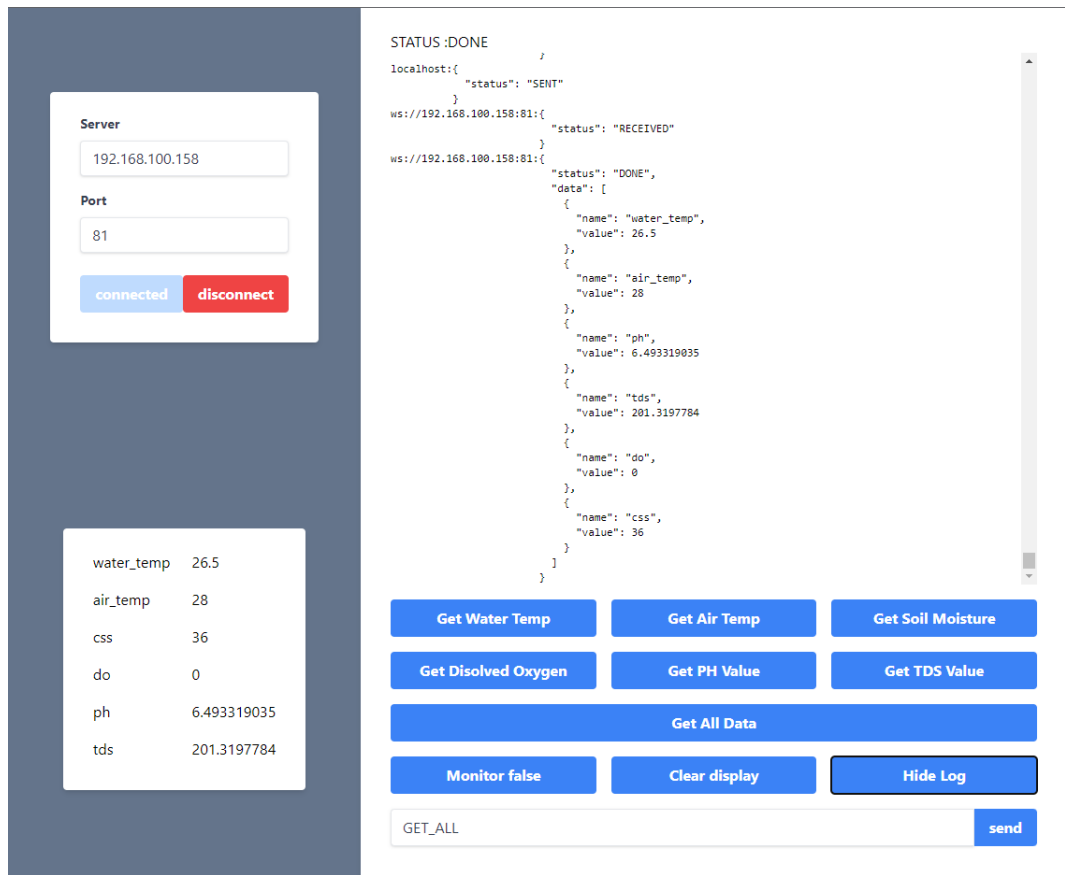 Server
192.168.100.158
Port
81
connected disconnect
water_temp 26.5
air_temp 28
css 36
do 0
ph 6.493319035
tds 201.3197784
STATUS :DONE
}
localhost:{
"status": "SENT"
}
ws://192.168.100.158:81:{
"status": "RECEIVED"
}
ws://192.168.100.158:81:{
"status": "DONE",
"data": [
{
"name": "water_temp",
"value": 26.5
},
{
"name": "air_temp",
"value": 28
},
{
"name": "ph",
"value": 6.493319035
},
{
"name": "tds",
"value": 201.3197784
},
{
"name": "do",
"value": 0
},
{
"name": "css",
"value": 36
}
]
}
Get Water Temp Get Air Temp Get Soil Moisture
Get Disolved Oxygen Get PH Value Get TDS Value
Get All Data
Monitor false Clear display Hide Log
GET_ALL send